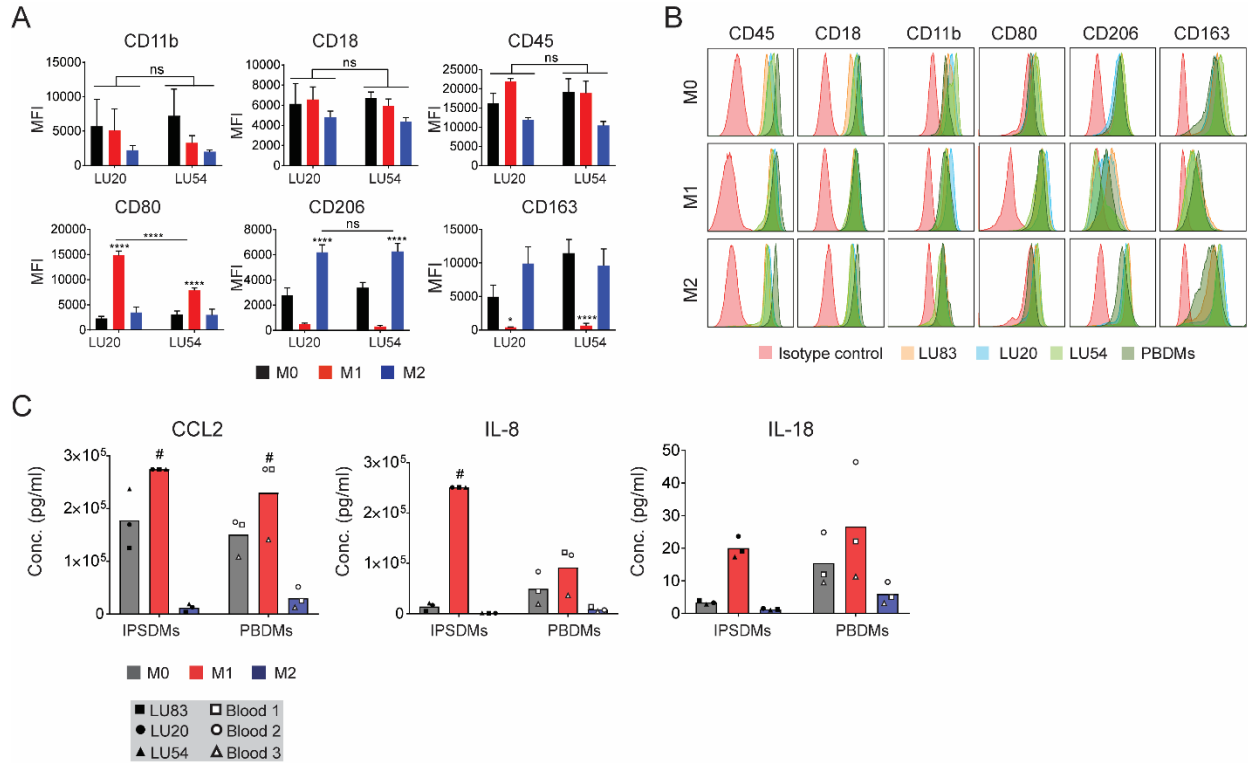 A
CD11b
CD18
CD45
ns
ns
ns
MFI
15000
10000
5000
0
LU20 LU54
MFI
10000
8000
6000
4000
2000
0
LU20 LU54
MFI
25000
20000
15000
10000
5000
0
LU20 LU54
CD80
CD206
CD163
MFI
20000
15000
10000
5000
0
****
****
****
LU20 LU54
MFI
8000
6000
4000
2000
0
ns
****
****
LU20 LU54
MFI
15000
10000
5000
0
*
****
LU20 LU54
M0 M1 M2
B
CD45 CD18 CD11b CD80 CD206 CD163
M0
M1
M2
Isotype control LU83 LU20 LU54 PBDMs
C
CCL2
Conc. (pg/ml)
3×10⁵
2×10⁵
1×10⁵
0
#
#
IPSDMs PBDMs
IL-8
Conc. (pg/ml)
3×10⁵
2×10⁵
1×10⁵
0
#
IPSDMs PBDMs
IL-18
Conc. (pg/ml)
50
40
30
20
10
0
IPSDMs PBDMs
M0 M1 M2
LU83 Blood 1
LU20 Blood 2
LU54 Blood 3